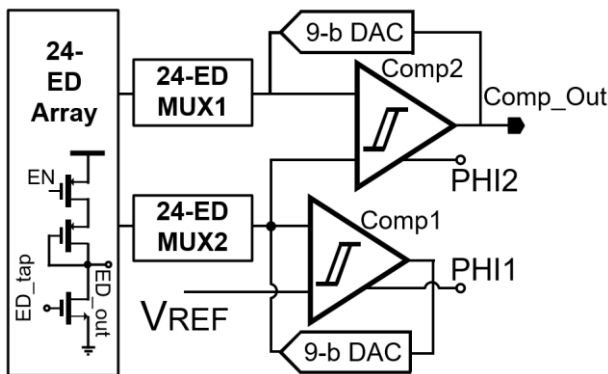 24-
ED
Array
EN
ED_tap
ED_out
24-ED
MUX1
24-ED
MUX2
9-b DAC
Comp2
Comp_Out
PHI2
Comp1
PHI1
VREF
9-b DAC